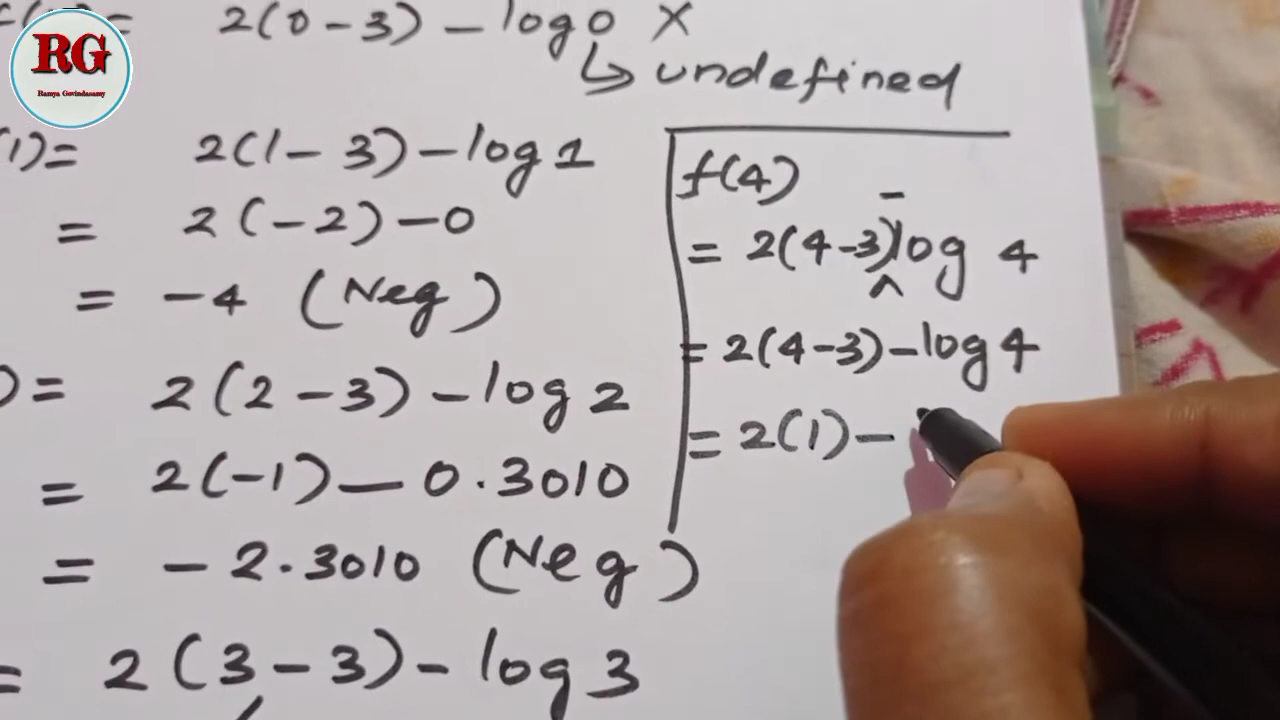 RG
Ramya Govindasamy
2(0-3) - log 0 X
↳ undefined
1) = 2(1-3) - log 1
= 2(-2) - 0
= -4 (Neg)
) = 2(2-3) - log 2
= 2(-1) - 0.3010
= -2.3010 (Neg)
= 2(3-3) - log 3
f(4)
-
= 2(4-3) log 4
^
= 2(4-3) - log 4
= 2(1) -